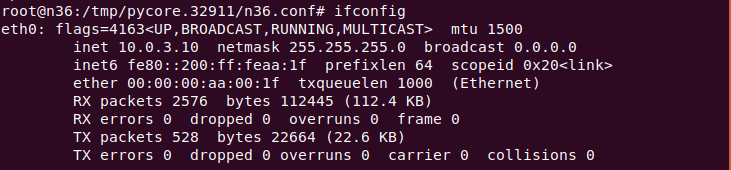 root@n36:/tmp/pycore.32911/n36.conf# ifconfig
eth0: flags=4163<UP,BROADCAST,RUNNING,MULTICAST>  mtu 1500
        inet 10.0.3.10  netmask 255.255.255.0  broadcast 0.0.0.0
        inet6 fe80::200:ff:feaa:1f  prefixlen 64  scopeid 0x20<link>
        ether 00:00:00:aa:00:1f  txqueuelen 1000  (Ethernet)
        RX packets 2576  bytes 112445 (112.4 KB)
        RX errors 0  dropped 0  overruns 0  frame 0
        TX packets 528  bytes 22664 (22.6 KB)
        TX errors 0  dropped 0 overruns 0  carrier 0  collisions 0